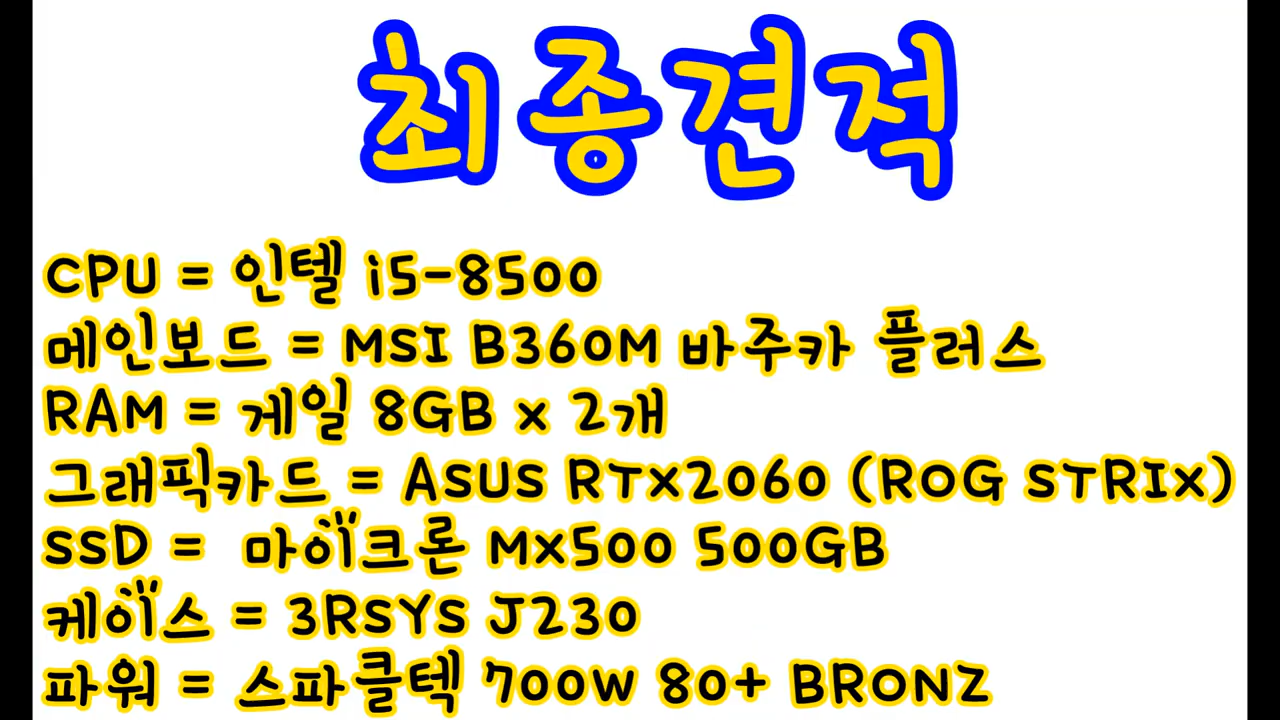 최종견적
CPU = 인텔 i5-8500
메인보드 = MSI B360M 바주카 플러스
RAM = 게일 8GB x 2개
그래픽카드 = ASUS RTX2060 (ROG STRIX)
SSD = 마이크론 MX500 500GB
케이스 = 3RSYS J230
파워 = 스파클텍 700W 80+ BRONZ